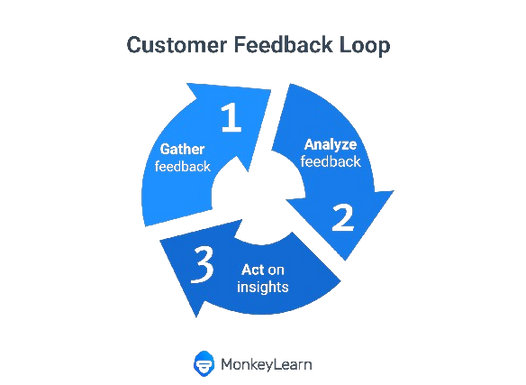 Customer Feedback Loop
1
Gather
feedback
Analyze
feedback
2
3
Act on
insights
MonkeyLearn